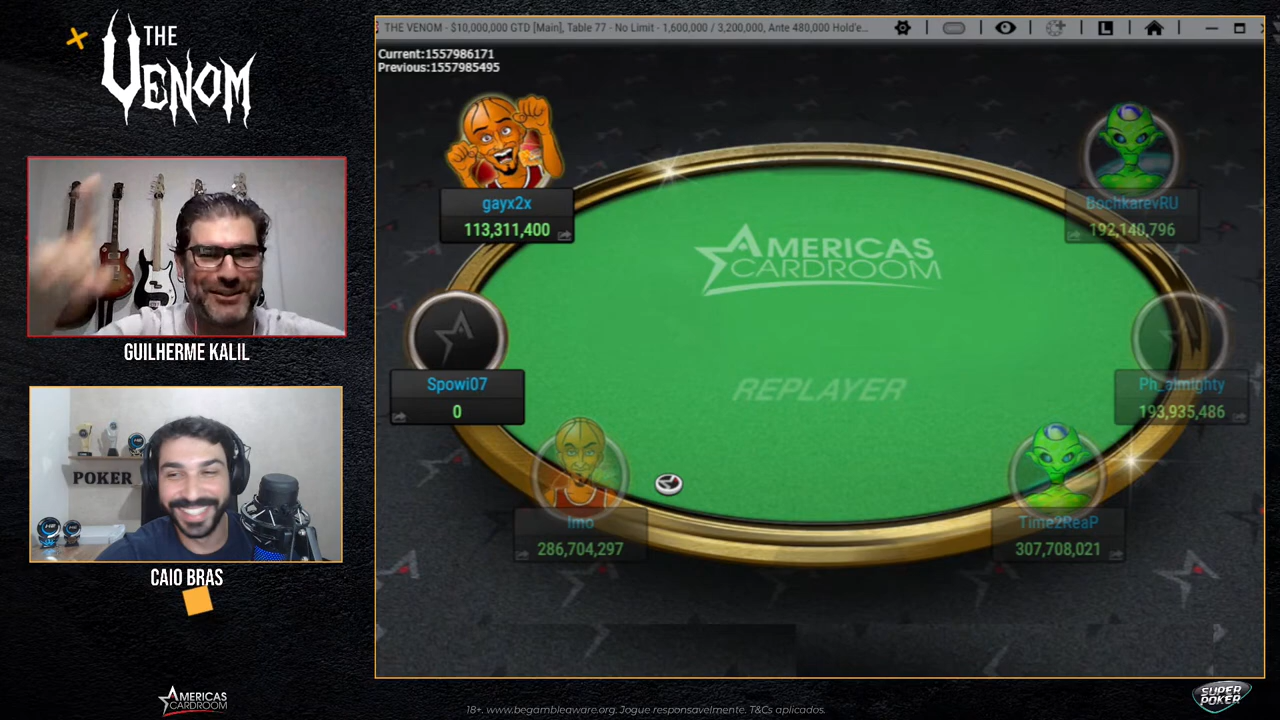 THE
VENOM
GUILHERME KALIL
POKER
CAIO BRAS
AMERICAS
CARDROOM
THE VENOM - $10,000,000 GTD [Main], Table 77 - No Limit - 1,600,000 / 3,200,000, Ante 480,000 Hold'e...
Current:1557986171
Previous:1557985495
gayx2x
113,311,400
BochkarevRU
192,140,796
AMERICAS
CARDROOM
Spowi07
0
REPLAYER
Ph_almighty
193,935,486
lmo
286,704,297
Time2ReaP
307,708,021
18+. www.begambleaware.org. Jogue responsavelmente. T&Cs aplicados.
SUPER
POKER